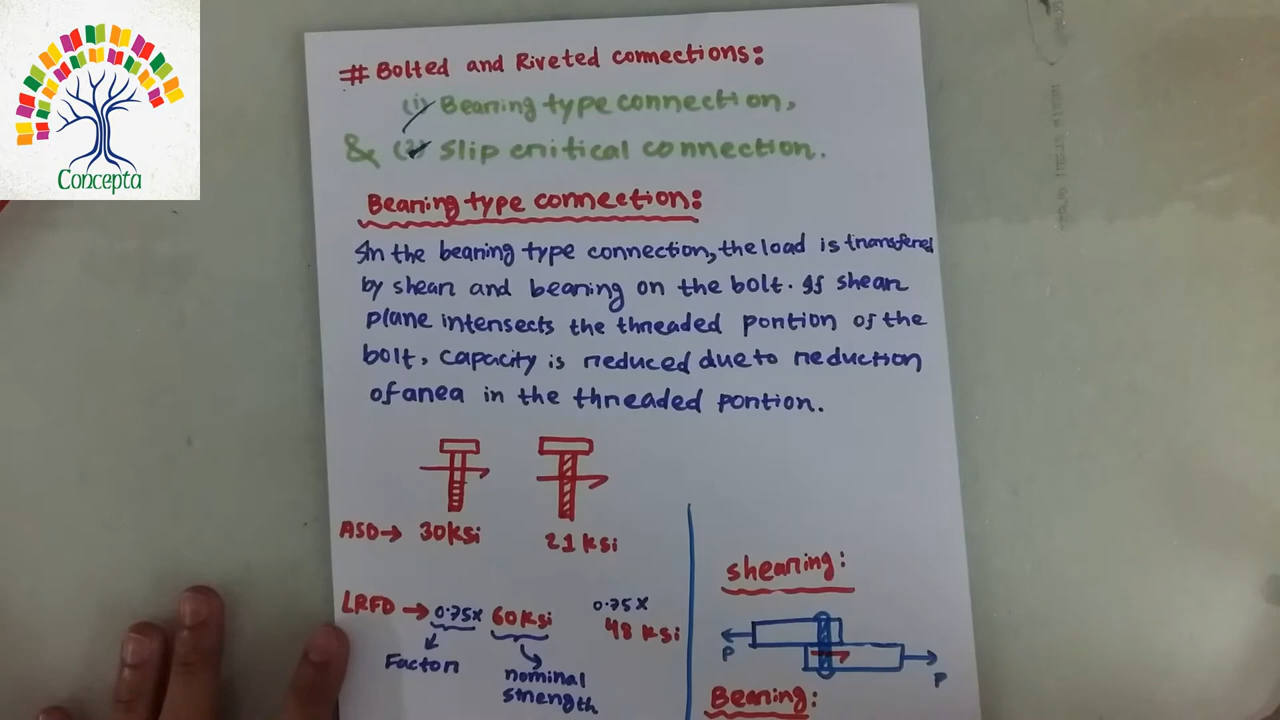 Concepta
# Bolted and Riveted connections:
(i) Bearing type connection,
& (2) Slip critical connection.
Bearing type connection:
In the bearing type connection, the load is transfered
by shear and bearing on the bolt. If shear
plane intersects the threaded portion of the
bolt, capacity is reduced due to reduction
of area in the threaded portion.
ASD→ 30ksi 21 ksi
LRFD → 0.75x 60ksi 0.75x 48 ksi
Factor
nominal
strength
shearing:
P
P
Bearing: